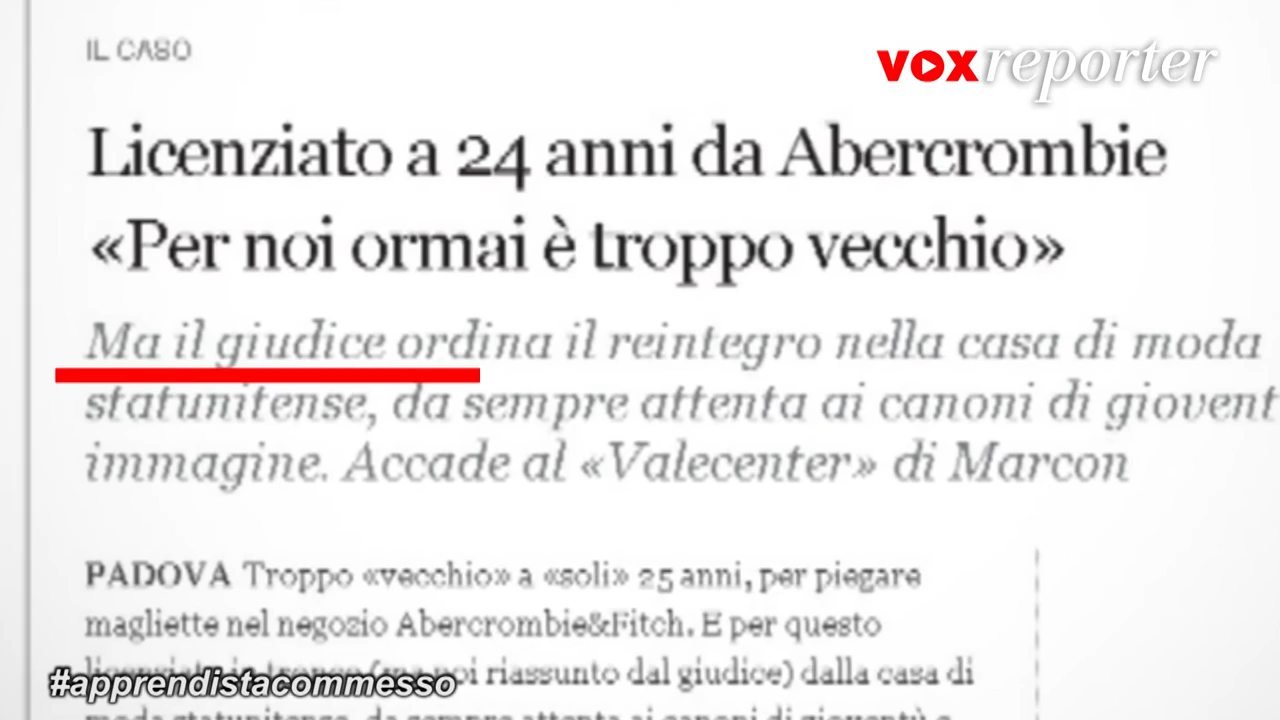 IL CASO
voxreporter
Licenziato a 24 anni da Abercrombie
«Per noi ormai è troppo vecchio»
Ma il giudice ordina il reintegro nella casa di moda
statunitense, da sempre attenta ai canoni di giovent
immagine. Accade al «Valecenter» di Marcon
PADOVA Troppo «vecchio» a «soli» 25 anni, per piegare
magliette nel negozio Abercrombie&Fitch. E per questo
poi riassunto dal giudice) dalla casa di
#apprendistacommesso